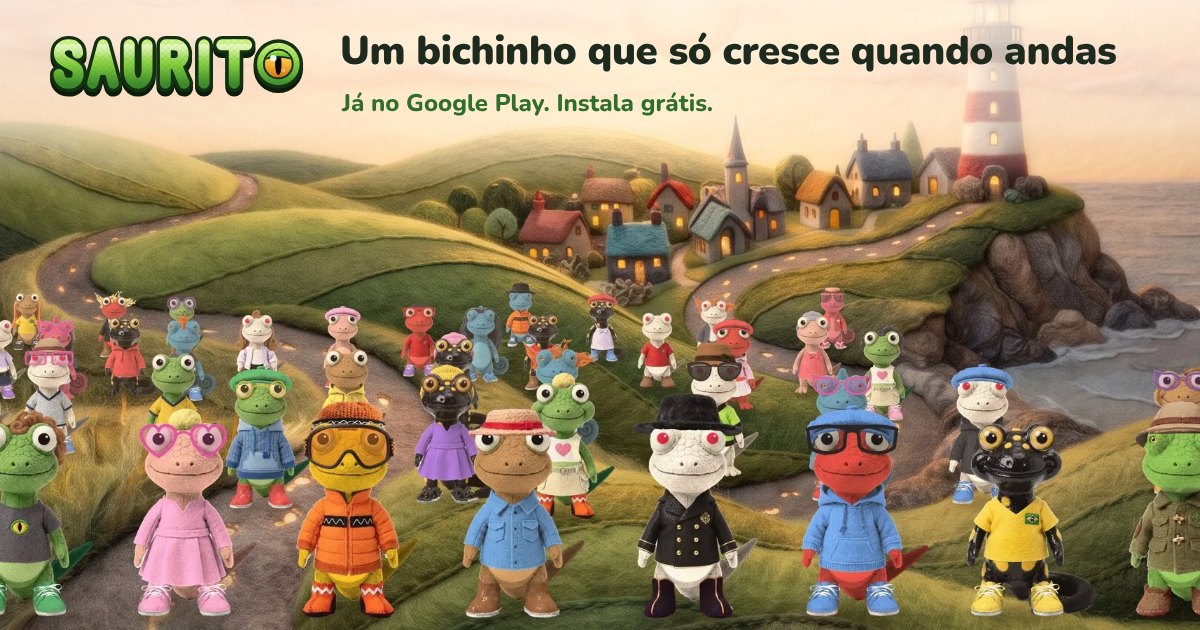 SAURITO
Um bichinho que só cresce quando andas
Já no Google Play. Instala grátis.